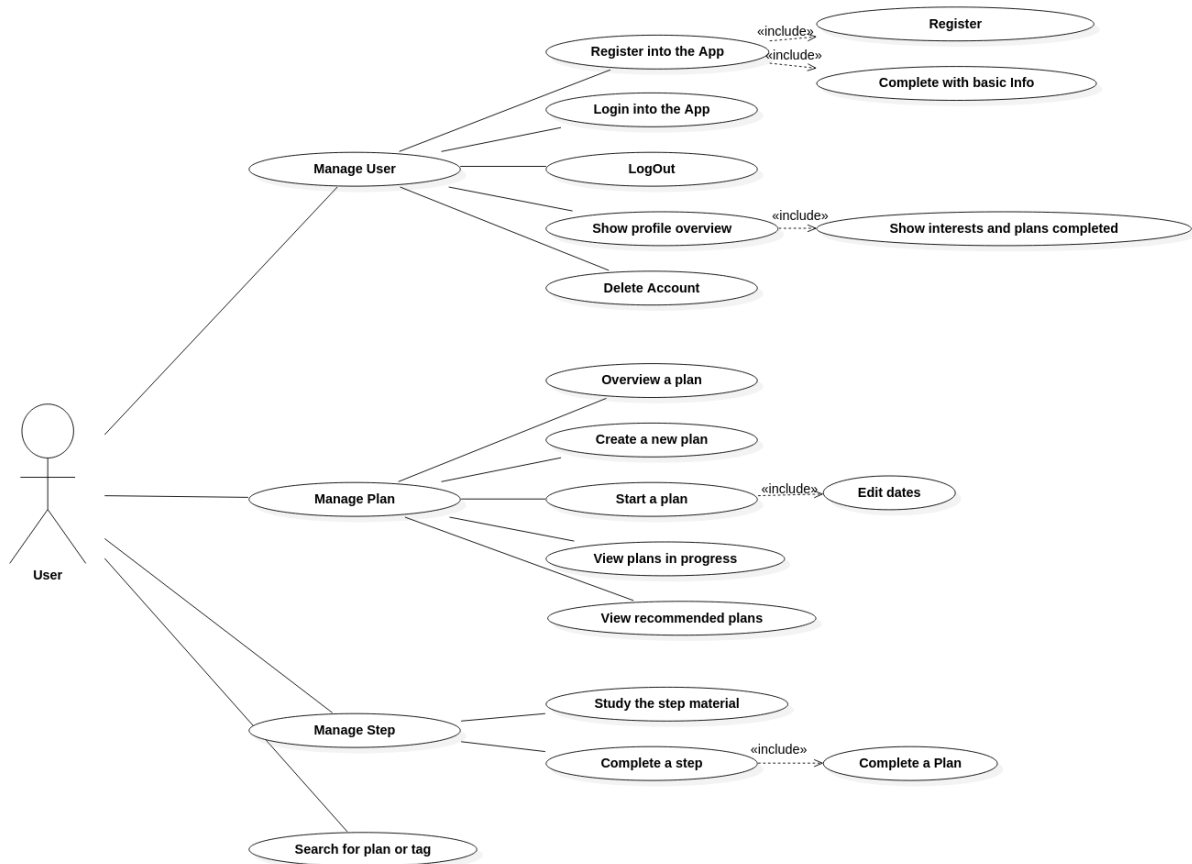 Register
«include»
Register into the App
«include»
Complete with basic Info
Login into the App
Manage User
LogOut
Show profile overview
«include»
Show interests and plans completed
Delete Account
Overview a plan
Create a new plan
Manage Plan
Start a plan
«include»
Edit dates
View plans in progress
User
View recommended plans
Study the step material
Manage Step
Complete a step
«include»
Complete a Plan
Search for plan or tag